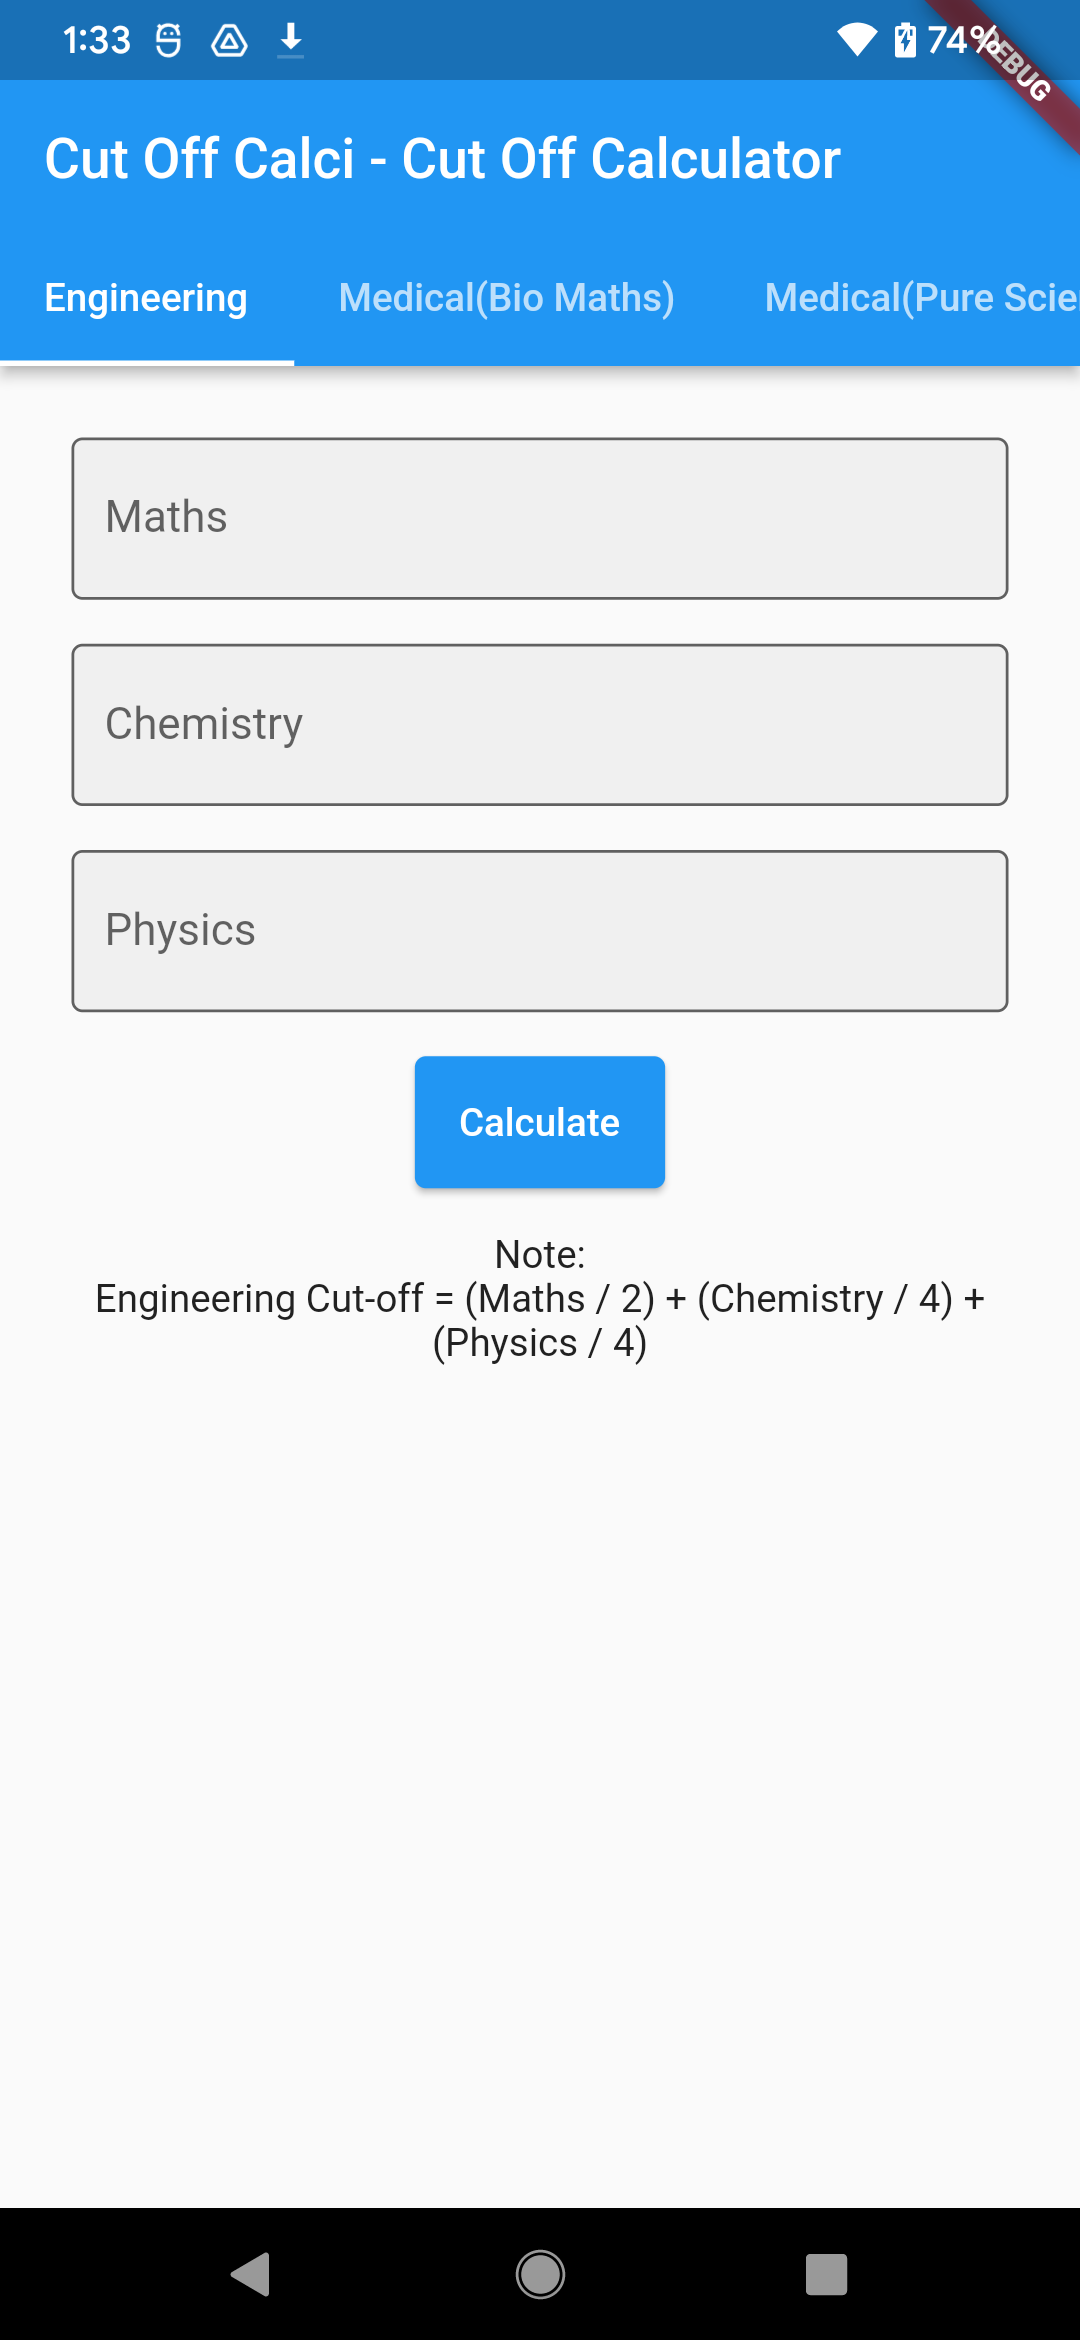 1:33
74%
DEBUG
Cut Off Calci - Cut Off Calculator
Engineering
Medical(Bio Maths)
Medical(Pure Scie
Maths
Chemistry
Physics
Calculate
Note:
Engineering Cut-off = (Maths / 2) + (Chemistry / 4) +
(Physics / 4)